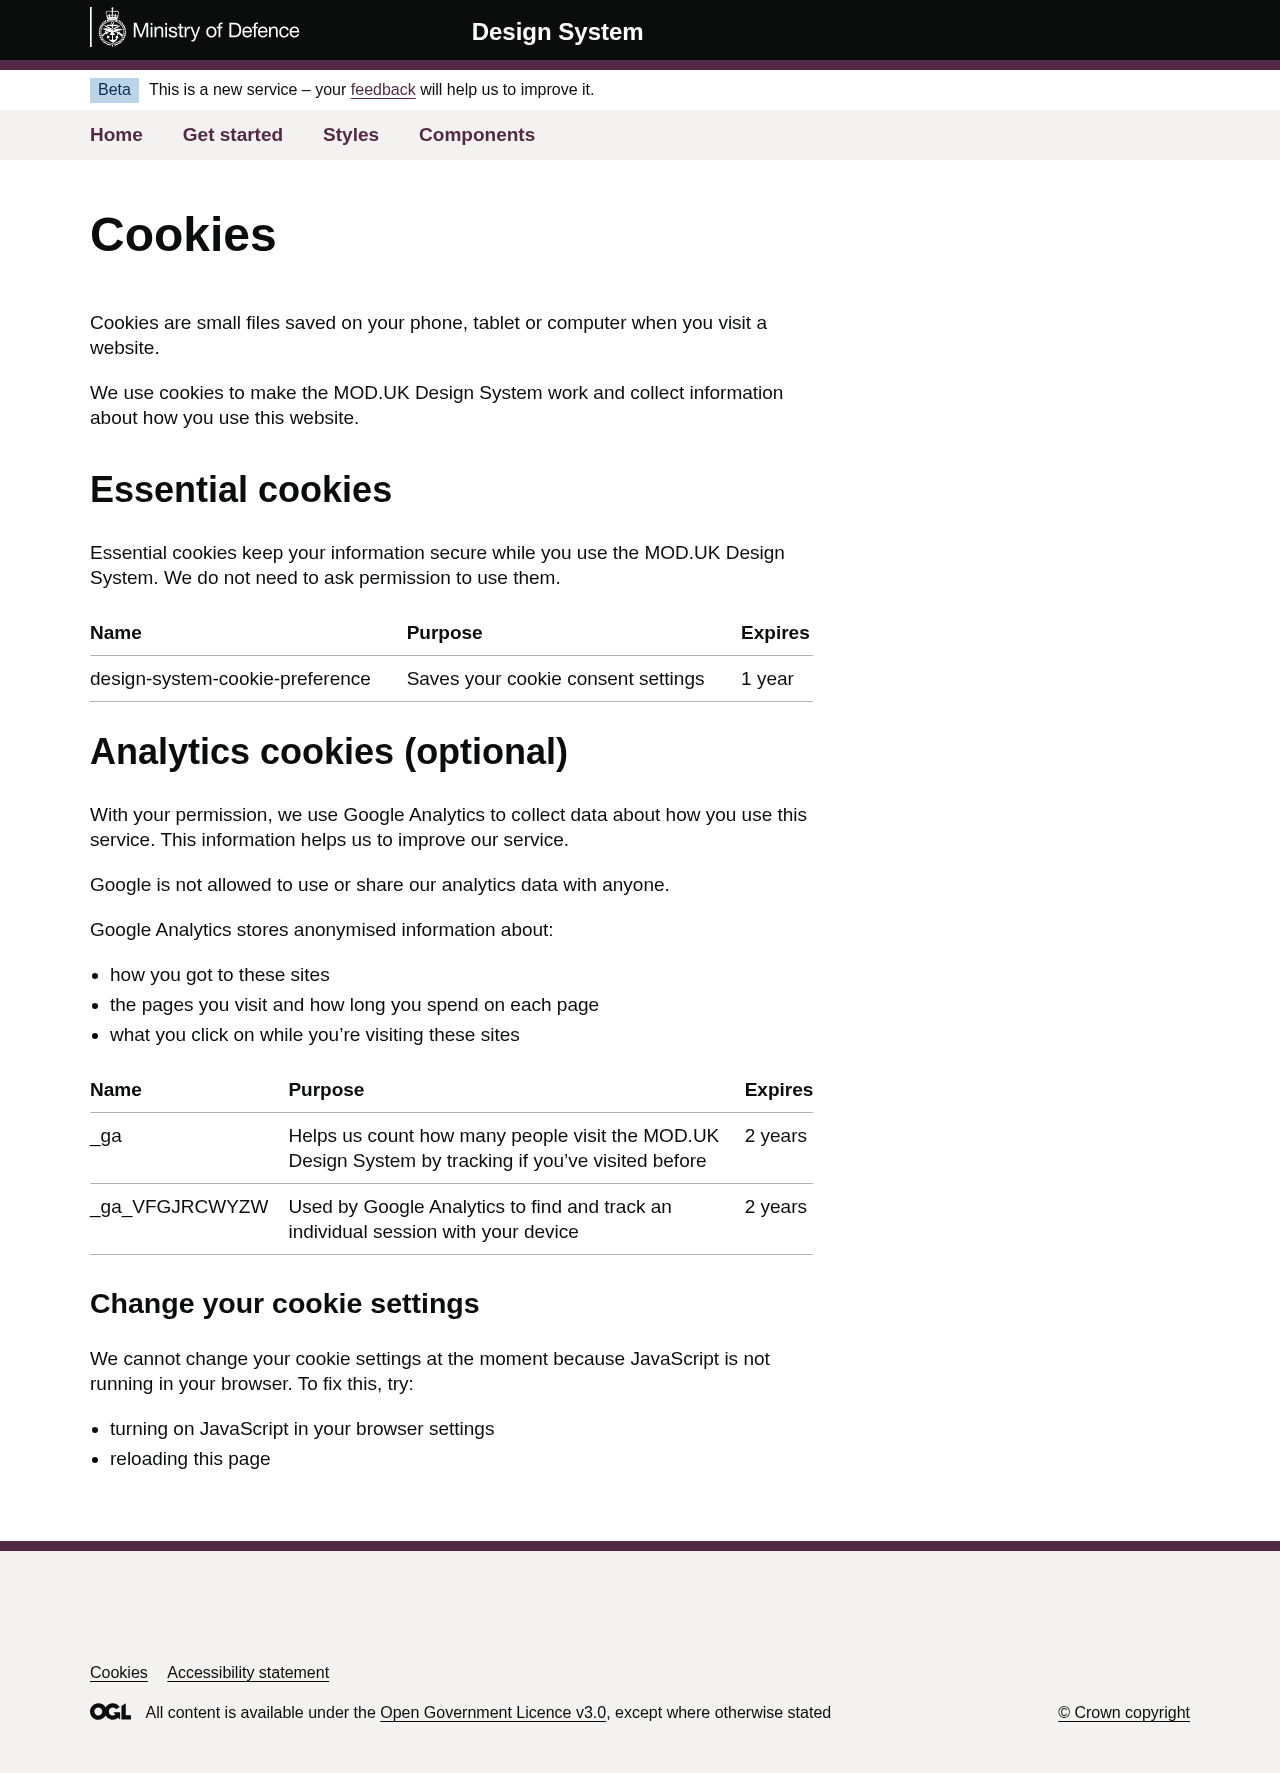 Ministry of Defence
Design System
Beta
This is a new service – your feedback will help us to improve it.
Home
Get started
Styles
Components
Cookies
Cookies are small files saved on your phone, tablet or computer when you visit a
website.
We use cookies to make the MOD.UK Design System work and collect information
about how you use this website.
Essential cookies
Essential cookies keep your information secure while you use the MOD.UK Design
System. We do not need to ask permission to use them.
Name Purpose Expires
design-system-cookie-preference Saves your cookie consent settings 1 year
Analytics cookies (optional)
With your permission, we use Google Analytics to collect data about how you use this
service. This information helps us to improve our service.
Google is not allowed to use or share our analytics data with anyone.
Google Analytics stores anonymised information about:
• how you got to these sites
• the pages you visit and how long you spend on each page
• what you click on while you’re visiting these sites
Name Purpose Expires
_ga Helps us count how many people visit the MOD.UK 2 years
Design System by tracking if you’ve visited before
_ga_VFGJRCWYZW Used by Google Analytics to find and track an 2 years
individual session with your device
Change your cookie settings
We cannot change your cookie settings at the moment because JavaScript is not
running in your browser. To fix this, try:
• turning on JavaScript in your browser settings
• reloading this page
Cookies
Accessibility statement
OGL
All content is available under the Open Government Licence v3.0, except where otherwise stated
© Crown copyright